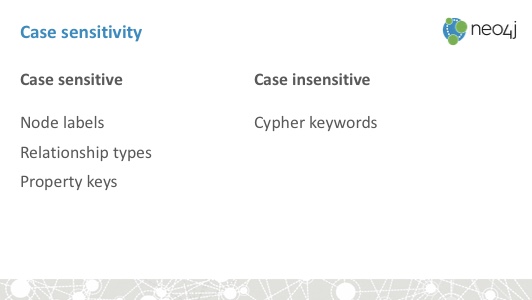 Case sensitivity
neo4j
Case sensitive
Node labels
Relationship types
Property keys
Case insensitive
Cypher keywords